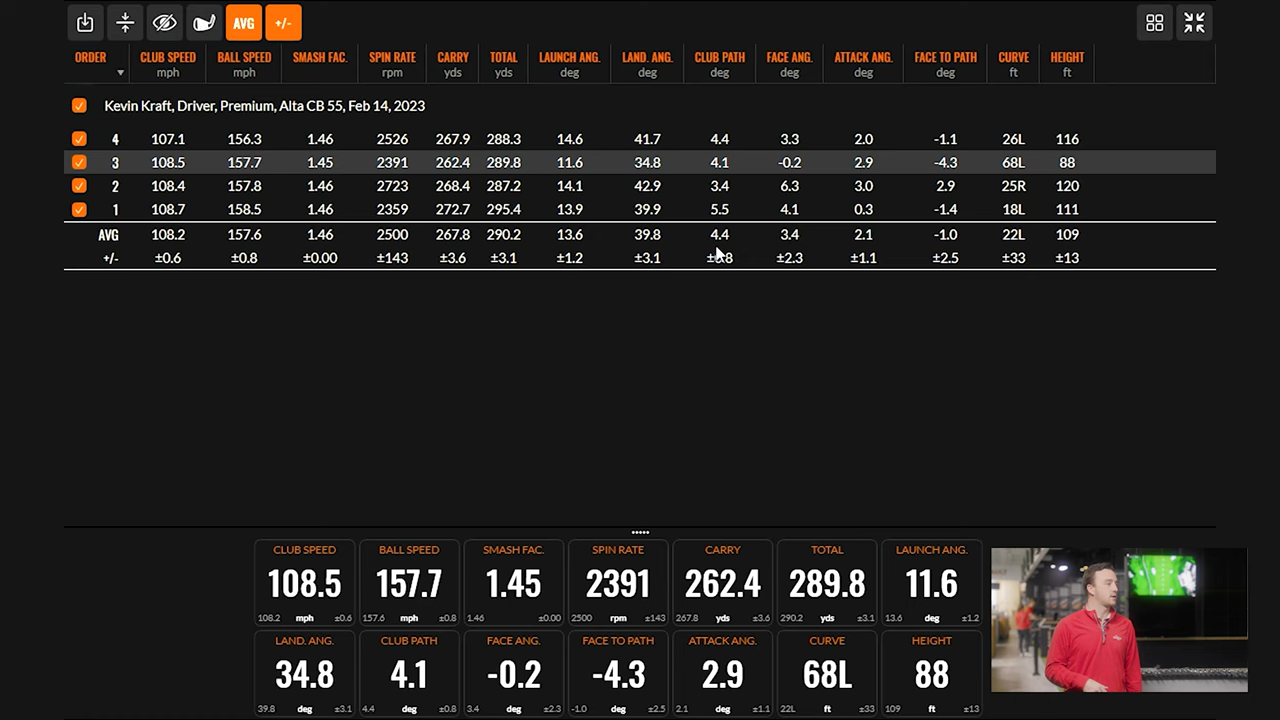 AVG +/-
ORDER CLUB SPEED BALL SPEED SMASH FAC. SPIN RATE CARRY TOTAL LAUNCH ANG. LAND. ANG. CLUB PATH FACE ANG. ATTACK ANG. FACE TO PATH CURVE HEIGHT
mph mph rpm yds yds deg deg deg deg deg deg ft ft
Kevin Kraft, Driver, Premium, Alta CB 55, Feb 14, 2023
4 107.1 156.3 1.46 2526 267.9 288.3 14.6 41.7 4.4 3.3 2.0 -1.1 26L 116
3 108.5 157.7 1.45 2391 262.4 289.8 11.6 34.8 4.1 -0.2 2.9 -4.3 68L 88
2 108.4 157.8 1.46 2723 268.4 287.2 14.1 42.9 3.4 6.3 3.0 2.9 25R 120
1 108.7 158.5 1.46 2359 272.7 295.4 13.9 39.9 5.5 4.1 0.3 -1.4 18L 111
AVG 108.2 157.6 1.46 2500 267.8 290.2 13.6 39.8 4.4 3.4 2.1 -1.0 22L 109
+/- ±0.6 ±0.8 ±0.00 ±143 ±3.6 ±3.1 ±1.2 ±3.1 ±0.8 ±2.3 ±1.1 ±2.5 ±33 ±13
CLUB SPEED BALL SPEED SMASH FAC. SPIN RATE CARRY TOTAL LAUNCH ANG.
108.5 157.7 1.45 2391 262.4 289.8 11.6
108.2 mph ±0.6 157.6 mph ±0.8 1.46 ±0.00 2500 rpm ±143 267.8 yds ±3.6 290.2 yds ±3.1 13.6 deg ±1.2
LAND. ANG. CLUB PATH FACE ANG. FACE TO PATH ATTACK ANG. CURVE HEIGHT
34.8 4.1 -0.2 -4.3 2.9 68L 88
39.8 deg ±3.1 4.4 deg ±0.8 3.4 deg ±2.3 -1.0 deg ±2.5 2.1 deg ±1.1 22L ft ±33 109 ft ±13